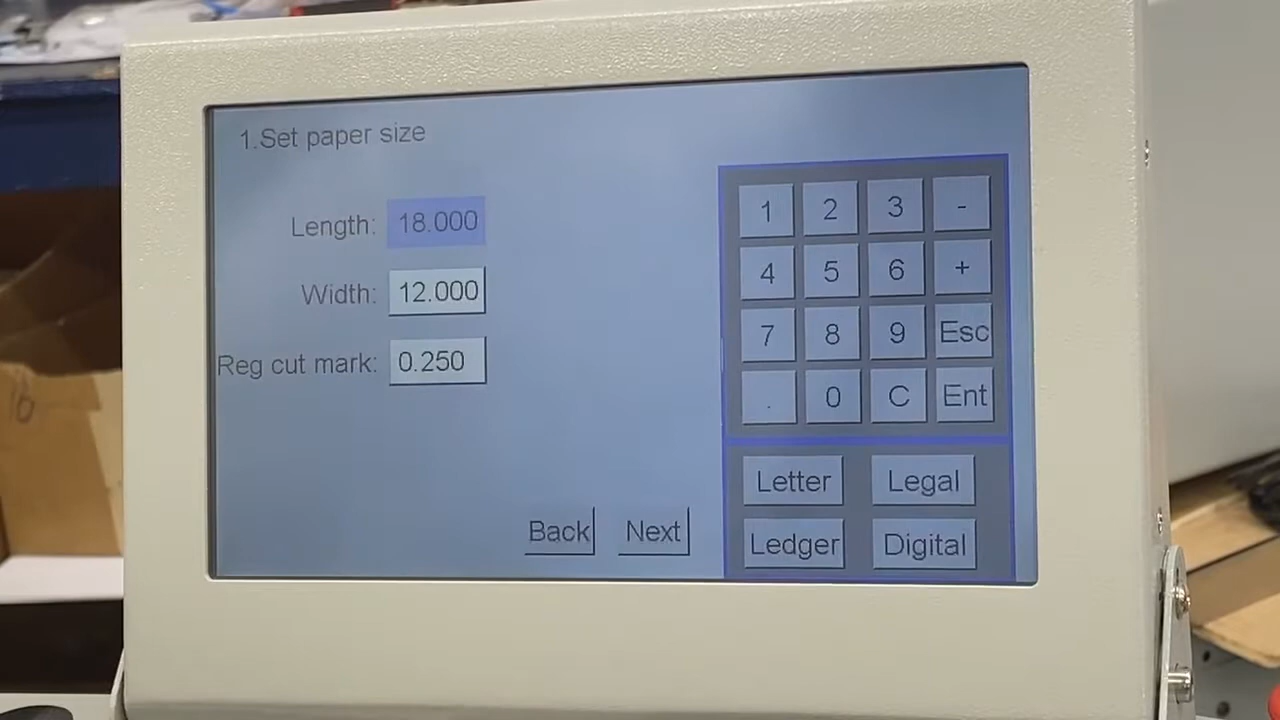 1.Set paper size
Length: 18.000
Width: 12.000
Reg cut mark: 0.250
Back Next
1 2 3 -
4 5 6 +
7 8 9 Esc
. 0 C Ent
Letter Legal
Ledger Digital